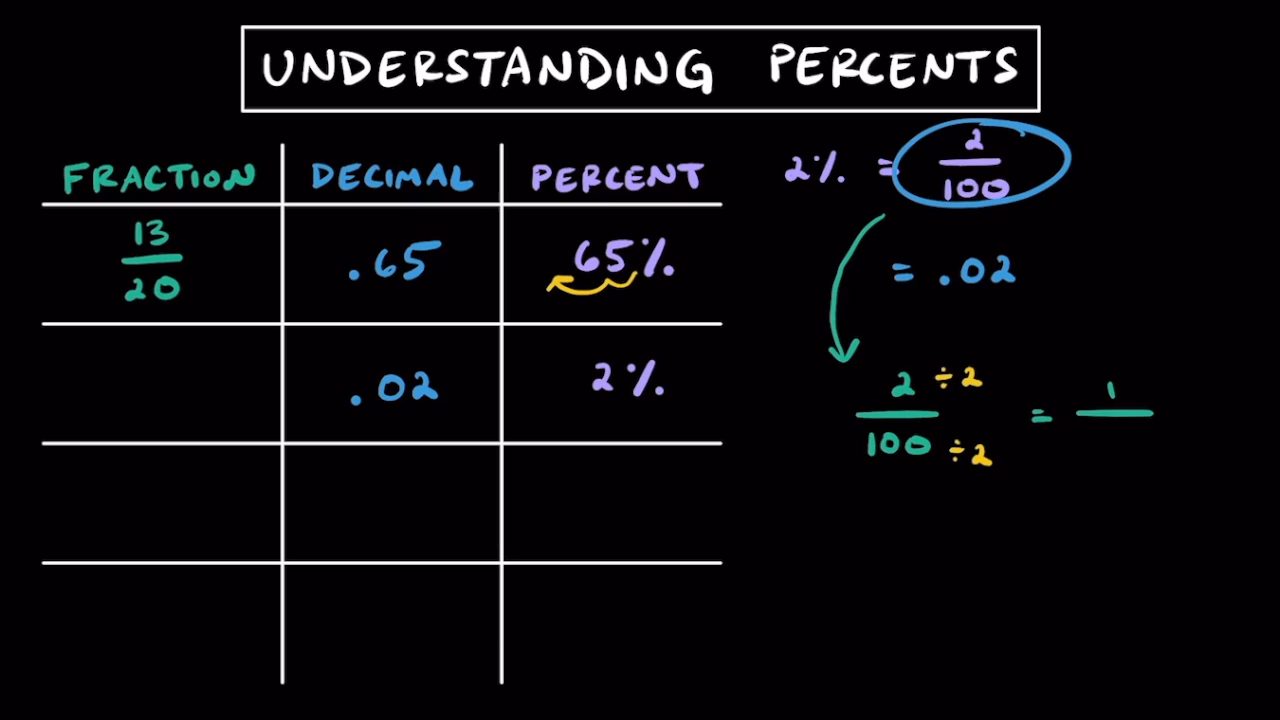 UNDERSTANDING PERCENTS
FRACTION DECIMAL PERCENT
13/20 .65 65%
.02 2%
2% = 2/100
= .02
2 ÷2 / 100 ÷2 = 1/